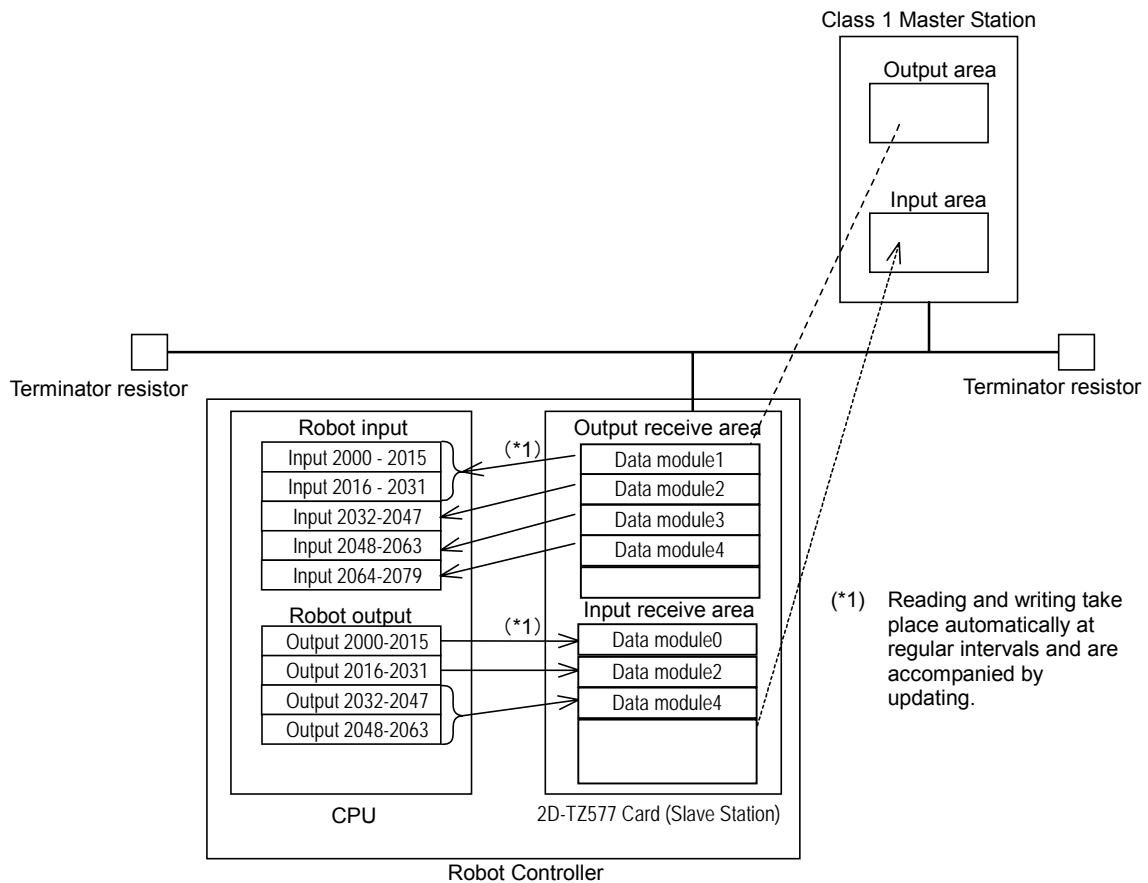 Class 1 Master Station
Output area
Input area
Terminator resistor
Terminator resistor
Robot input
(*1)
Output receive area
Input 2000 - 2015
Input 2016 - 2031
Input 2032-2047
Input 2048-2063
Input 2064-2079
Data module1
Data module2
Data module3
Data module4
Robot output
(*1)
Input receive area
Output 2000-2015
Output 2016-2031
Output 2032-2047
Output 2048-2063
Data module0
Data module2
Data module4
(*1) Reading and writing take
place automatically at
regular intervals and are
accompanied by
updating.
CPU
2D-TZ577 Card (Slave Station)
Robot Controller